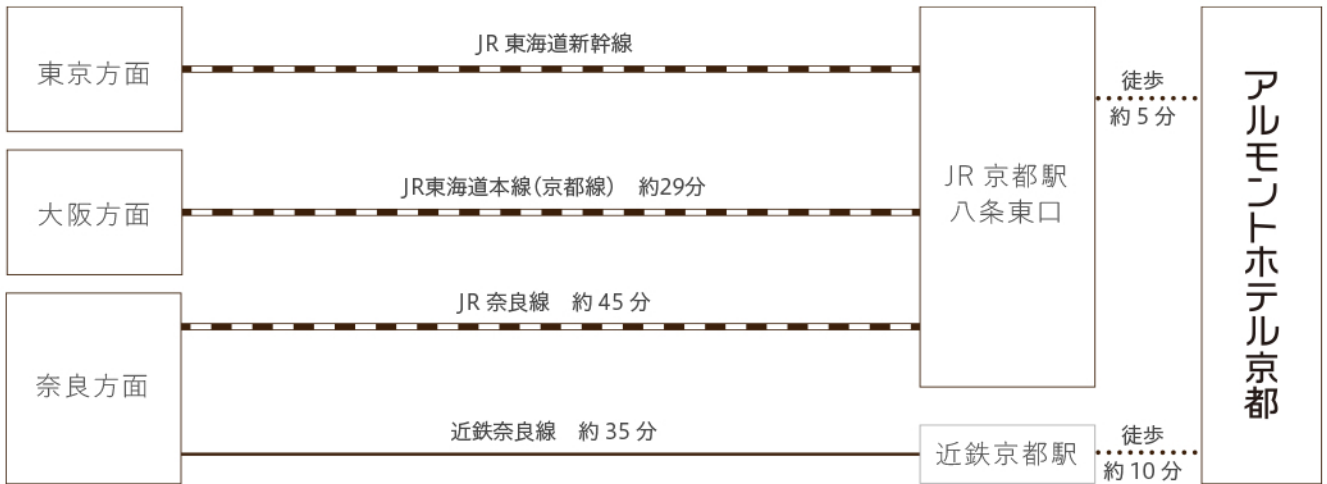 東京方面
JR 東海道新幹線
大阪方面
JR東海道本線(京都線) 約29分
奈良方面
JR 奈良線 約 45 分
近鉄奈良線 約 35 分
JR 京都駅
八条東口
近鉄京都駅
徒歩
約 5 分
徒歩
約 10 分
アルモントホテル京都